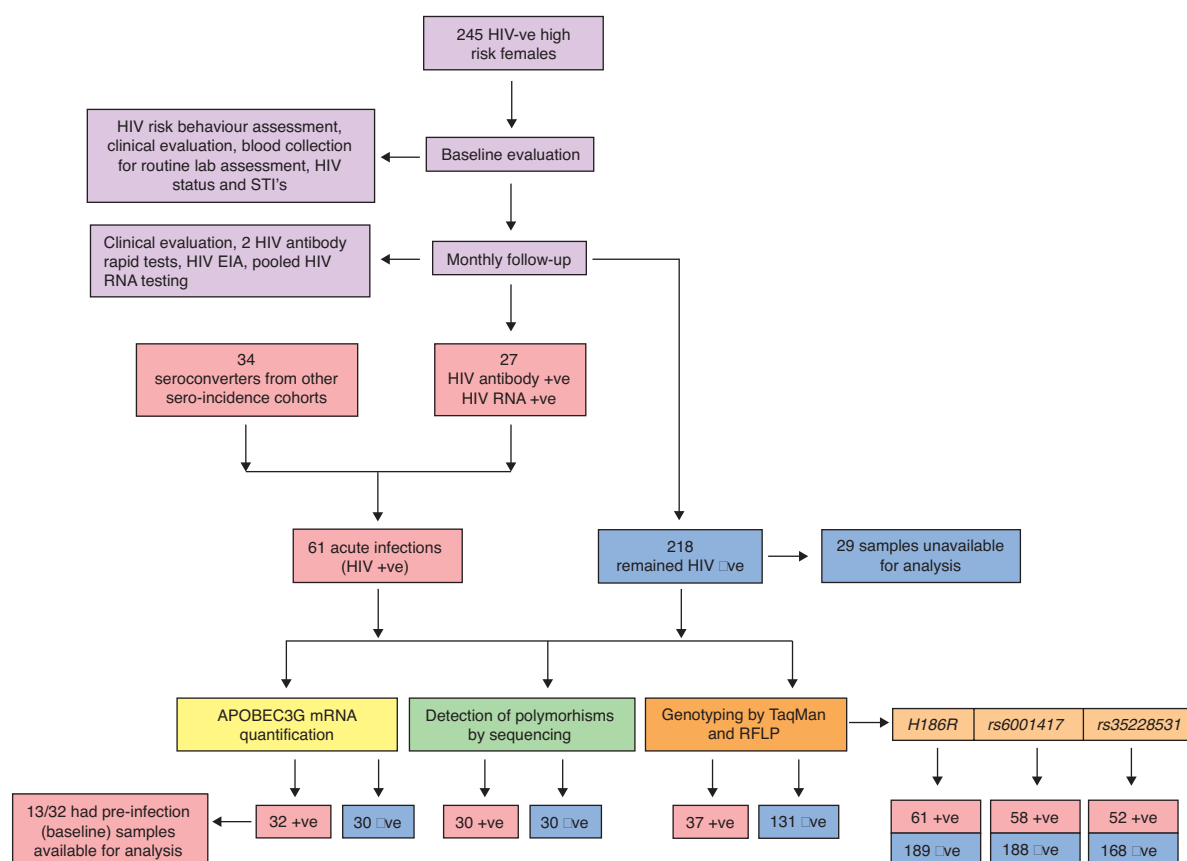 245 HIV-ve high
risk females
HIV risk behaviour assessment,
clinical evaluation, blood collection
for routine lab assessment, HIV
status and STI's
Baseline evaluation
Clinical evaluation, 2 HIV antibody
rapid tests, HIV EIA, pooled HIV
RNA testing
Monthly follow-up
34
seroconverters from other
sero-incidence cohorts
27
HIV antibody +ve
HIV RNA +ve
61 acute infections
(HIV +ve)
218
remained HIV □ve
29 samples unavailable
for analysis
APOBEC3G mRNA
quantification
Detection of polymorhisms
by sequencing
Genotyping by TaqMan
and RFLP
H186R
rs6001417
rs35228531
13/32 had pre-infection
(baseline) samples
available for analysis
32 +ve
30 □ve
30 +ve
30 □ve
37 +ve
131 □ve
61 +ve
58 +ve
52 +ve
189 □ve
188 □ve
168 □ve